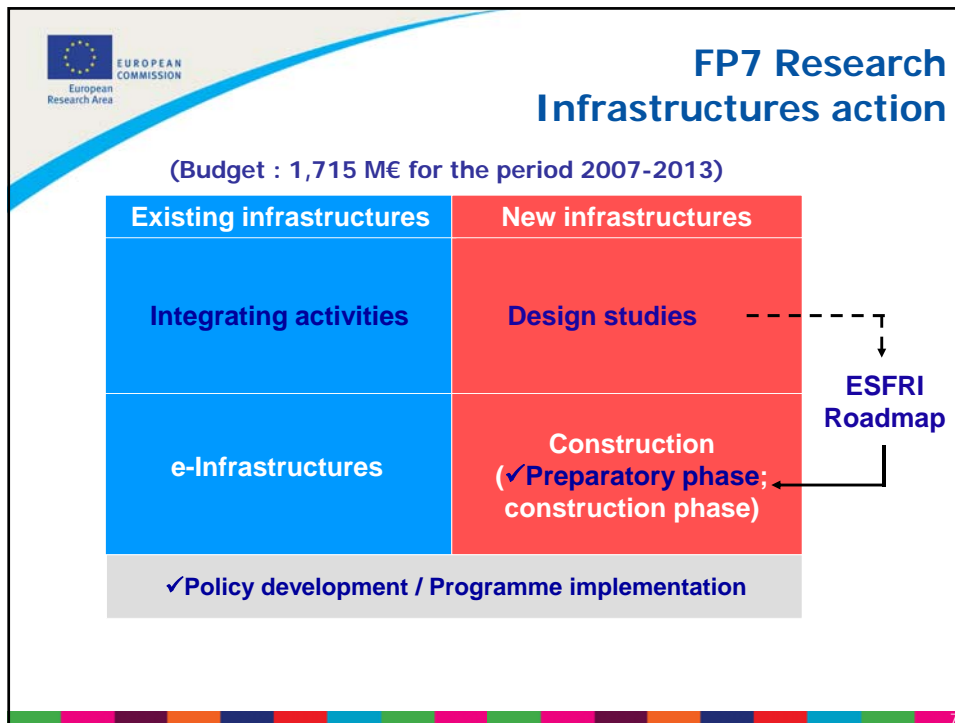 EUROPEAN
COMMISSION
European
Research Area
FP7 Research
Infrastructures action
(Budget : 1,715 M€ for the period 2007-2013)
Existing infrastructures
New infrastructures
Integrating activities
Design studies
ESFRI
Roadmap
e-Infrastructures
Construction
(✓Preparatory phase;
construction phase)
✓Policy development / Programme implementation
7